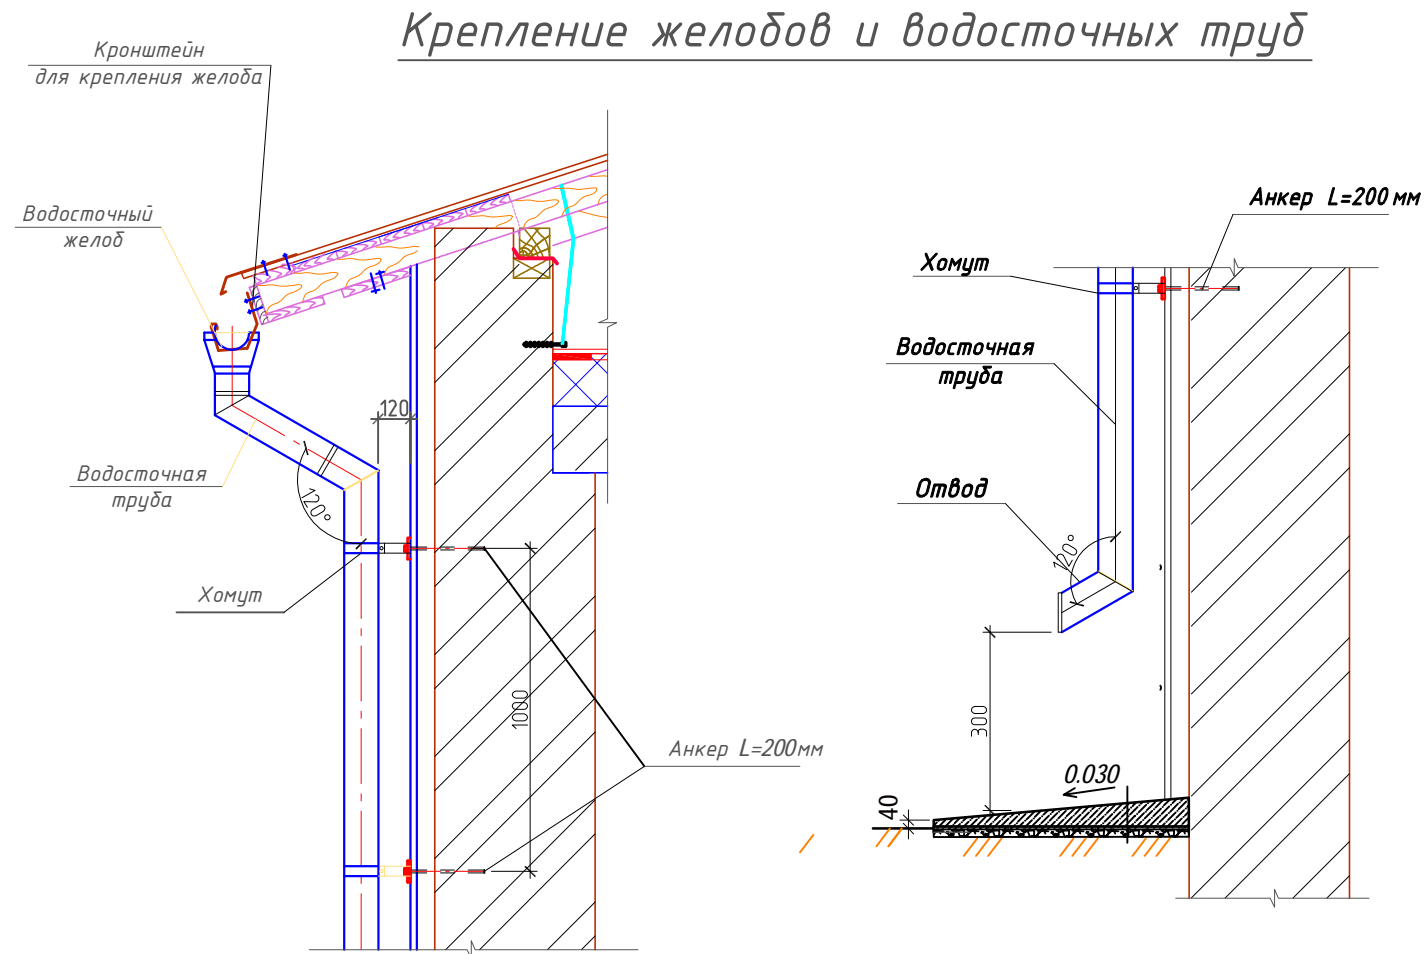 Крепление желобов и водосточных труб
Кронштейн
для крепления желоба
Водосточный
желоб
120
Водосточная
труба
120°
Хомут
1000
Анкер L=200мм
Анкер L=200 мм
Хомут
Водосточная
труба
Отвод
120°
300
0.030
40